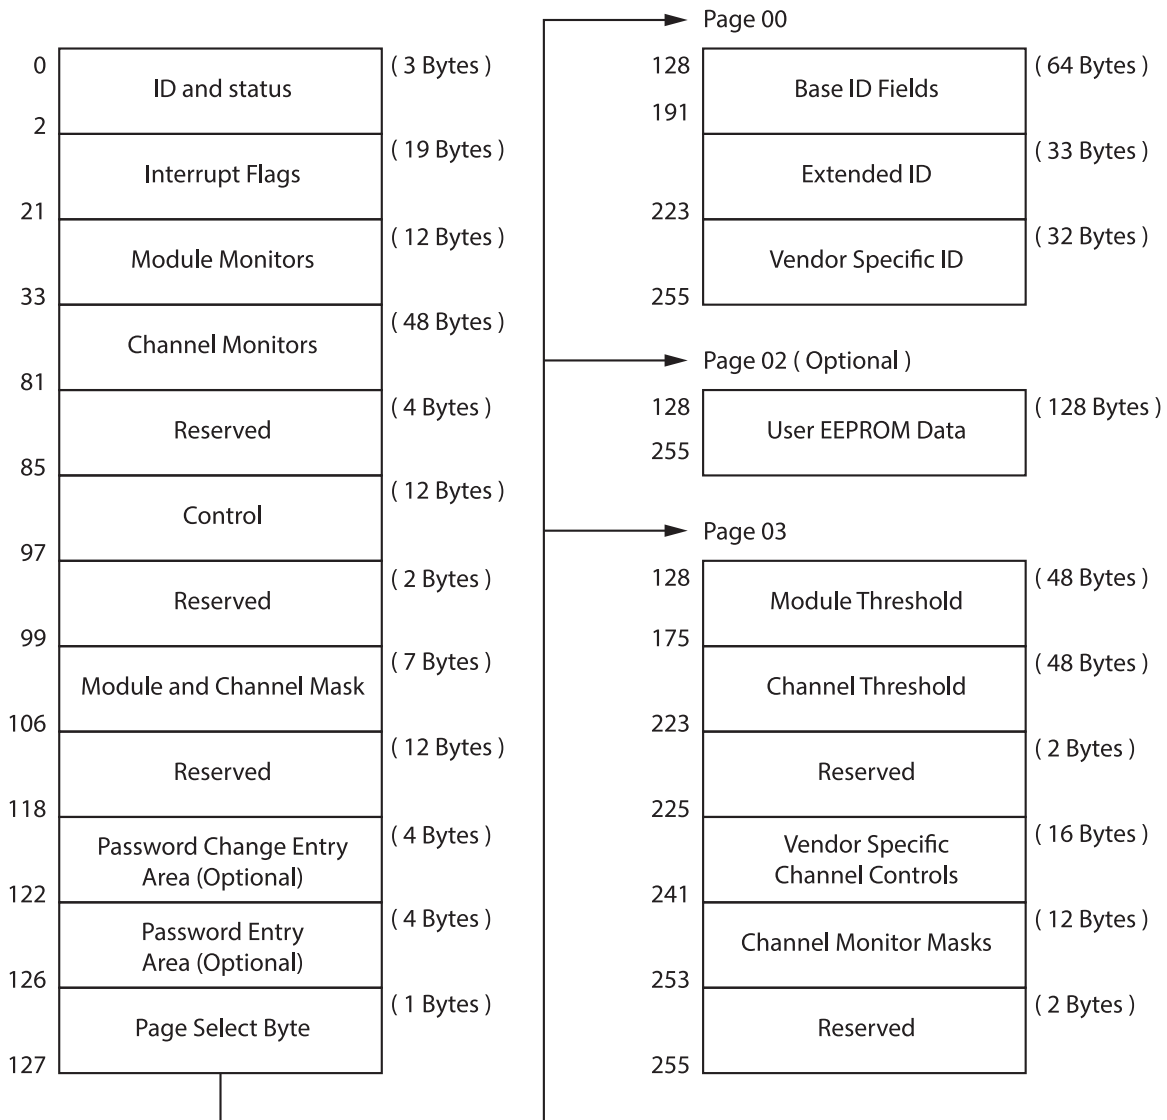 0
ID and status
( 3 Bytes )
2
Interrupt Flags
( 19 Bytes )
21
Module Monitors
( 12 Bytes )
33
Channel Monitors
( 48 Bytes )
81
Reserved
( 4 Bytes )
85
Control
( 12 Bytes )
97
Reserved
( 2 Bytes )
99
Module and Channel Mask
( 7 Bytes )
106
Reserved
( 12 Bytes )
118
Password Change Entry
Area (Optional)
( 4 Bytes )
122
Password Entry
Area (Optional)
( 4 Bytes )
126
Page Select Byte
( 1 Bytes )
127
Page 00
128
Base ID Fields
( 64 Bytes )
191
Extended ID
( 33 Bytes )
223
Vendor Specific ID
( 32 Bytes )
255
Page 02 ( Optional )
128
User EEPROM Data
( 128 Bytes )
255
Page 03
128
Module Threshold
( 48 Bytes )
175
Channel Threshold
( 48 Bytes )
223
Reserved
( 2 Bytes )
225
Vendor Specific
Channel Controls
( 16 Bytes )
241
Channel Monitor Masks
( 12 Bytes )
253
Reserved
( 2 Bytes )
255